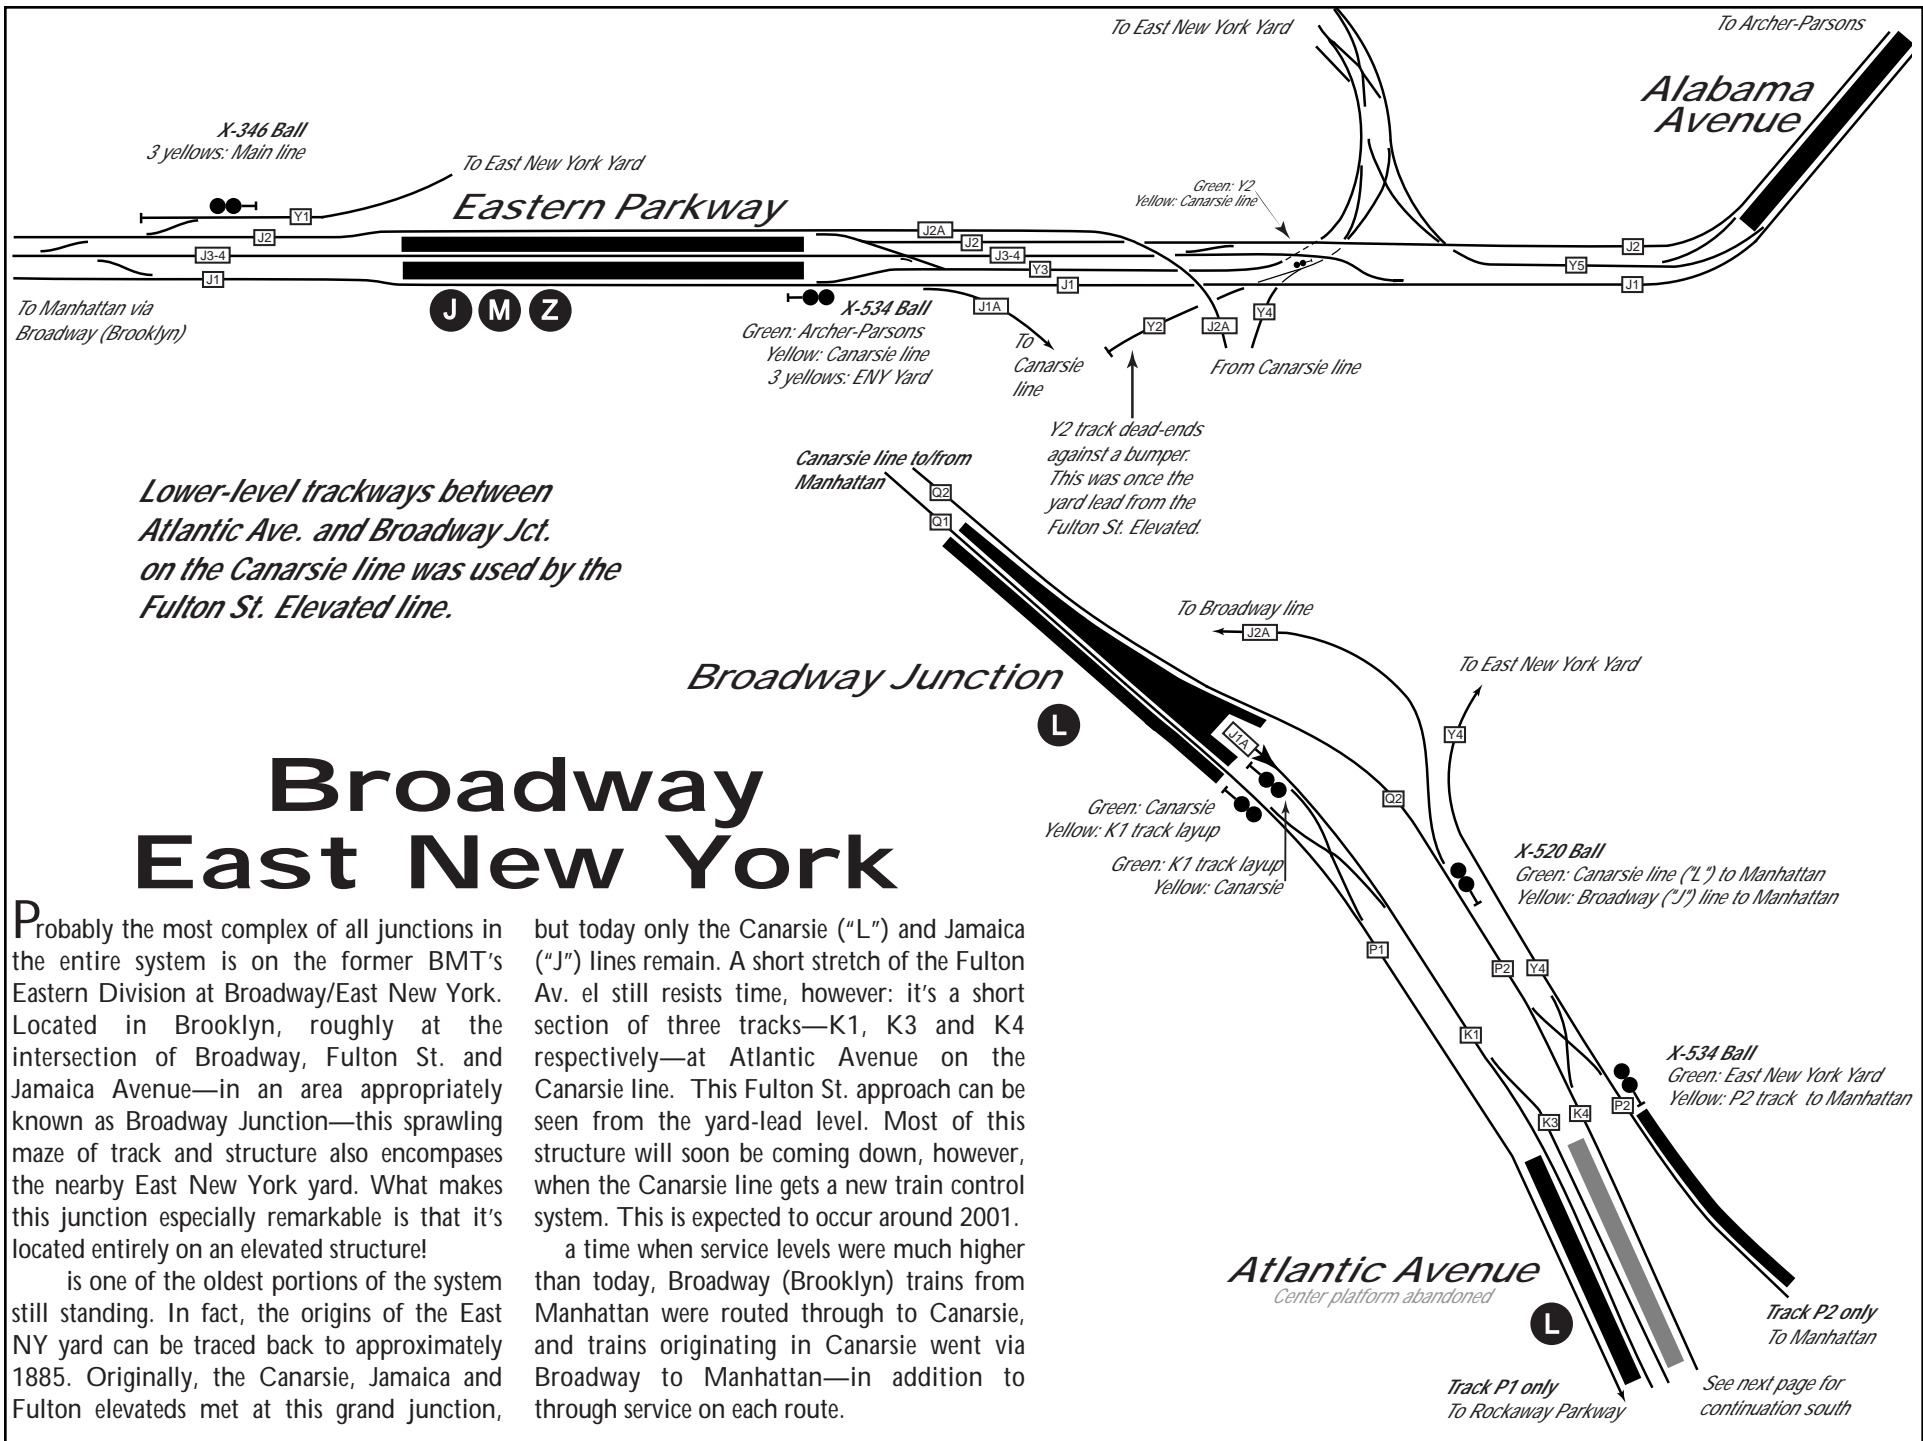 To East New York Yard
To Archer-Parsons
Alabama
Avenue
X-346 Ball
3 yellows: Main line
To East New York Yard
Eastern Parkway
Green: Y2
Yellow: Canarsie line
Y1
J2
J3-4
J1
J2A
J2
J3-4
Y3
J1
J2
Y5
J1
To Manhattan via
Broadway (Brooklyn)
J M Z
X-534 Ball
Green: Archer-Parsons
Yellow: Canarsie line
3 yellows: ENY Yard
J1A
To
Canarsie
line
Y2
J2A
Y4
From Canarsie line
Y2 track dead-ends
against a bumper.
This was once the
yard lead from the
Fulton St. Elevated.
Canarsie line to/from
Manhattan
Q2
Q1
Lower-level trackways between
Atlantic Ave. and Broadway Jct.
on the Canarsie line was used by the
Fulton St. Elevated line.
To Broadway line
J2A
To East New York Yard
Y4
Broadway Junction
L
J1A
Q2
Green: Canarsie
Yellow: K1 track layup
Green: K1 track layup
Yellow: Canarsie
X-520 Ball
Green: Canarsie line ("L") to Manhattan
Yellow: Broadway ("J") line to Manhattan
P1
P2
Y4
K1
X-534 Ball
Green: East New York Yard
Yellow: P2 track to Manhattan
K3
K4
P2
Atlantic Avenue
Center platform abandoned
L
Track P2 only
To Manhattan
Track P1 only
To Rockaway Parkway
See next page for
continuation south
Broadway
East New York
Probably the most complex of all junctions in
the entire system is on the former BMT's
Eastern Division at Broadway/East New York.
Located in Brooklyn, roughly at the
intersection of Broadway, Fulton St. and
Jamaica Avenue—in an area appropriately
known as Broadway Junction—this sprawling
maze of track and structure also encompases
the nearby East New York yard. What makes
this junction especially remarkable is that it's
located entirely on an elevated structure!
is one of the oldest portions of the system
still standing. In fact, the origins of the East
NY yard can be traced back to approximately
1885. Originally, the Canarsie, Jamaica and
Fulton elevateds met at this grand junction,
but today only the Canarsie ("L") and Jamaica
("J") lines remain. A short stretch of the Fulton
Av. el still resists time, however: it's a short
section of three tracks—K1, K3 and K4
respectively—at Atlantic Avenue on the
Canarsie line. This Fulton St. approach can be
seen from the yard-lead level. Most of this
structure will soon be coming down, however,
when the Canarsie line gets a new train control
system. This is expected to occur around 2001.
a time when service levels were much higher
than today, Broadway (Brooklyn) trains from
Manhattan were routed through to Canarsie,
and trains originating in Canarsie went via
Broadway to Manhattan—in addition to
through service on each route.